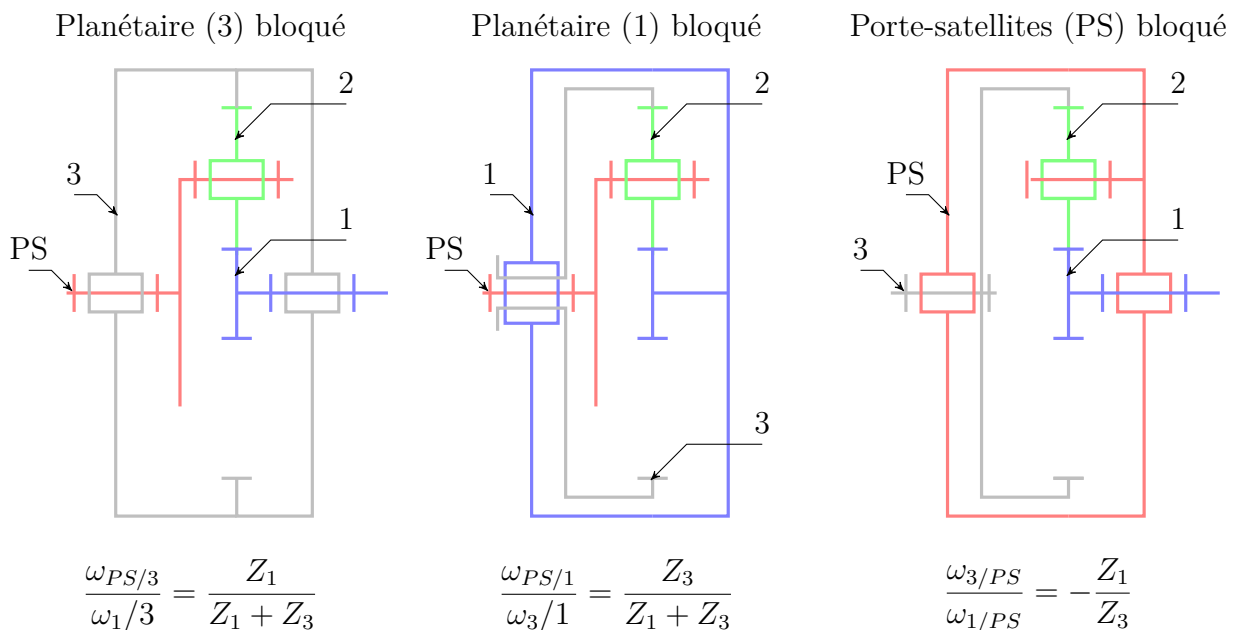 Planétaire (3) bloqué
Planétaire (1) bloqué
Porte-satellites (PS) bloqué
2
3
1
PS
2
1
PS
3
2
PS
1
3
ω_{PS/3}/ω_1/3 = Z_1/(Z_1 + Z_3)
ω_{PS/1}/ω_3/1 = Z_3/(Z_1 + Z_3)
ω_{3/PS}/ω_{1/PS} = −Z_1/Z_3